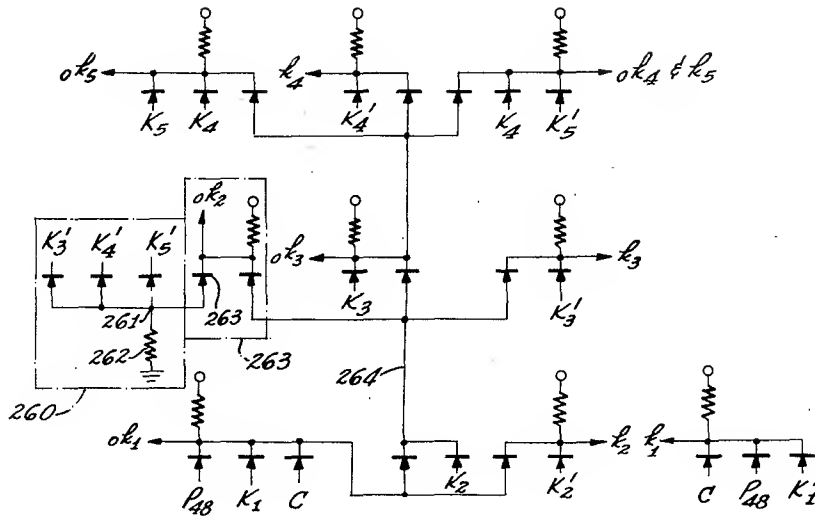 ok5 k4 ok4 & k5
K5 K4 K4' K4 K5'
ok2
K3' K4' K5' ok3 k3
261 263 K3 K3'
262 263 264
260
ok1 k2 k1
P48 K1 C K2 K2' C P48 K1'